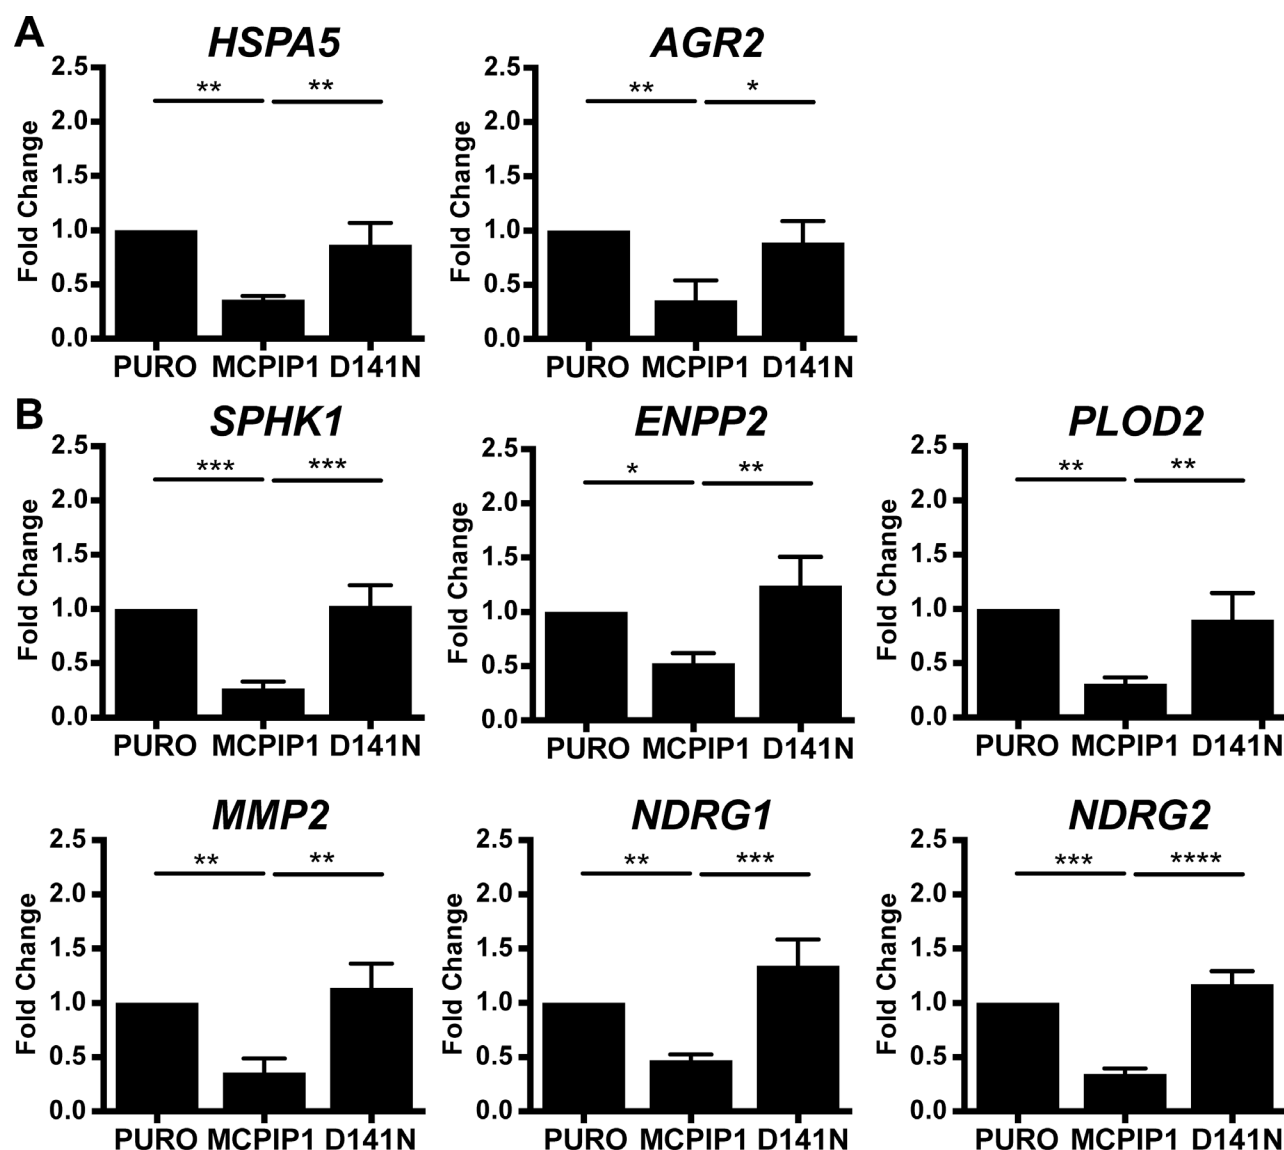 A
HSPA5
AGR2
2.5
2.0
1.5
1.0
0.5
0.0
Fold Change
** **
PURO MCPIP1 D141N
2.5
2.0
1.5
1.0
0.5
0.0
Fold Change
** *
PURO MCPIP1 D141N
B
SPHK1
ENPP2
PLOD2
2.5
2.0
1.5
1.0
0.5
0.0
Fold Change
*** ***
PURO MCPIP1 D141N
2.5
2.0
1.5
1.0
0.5
0.0
Fold Change
* **
PURO MCPIP1 D141N
2.5
2.0
1.5
1.0
0.5
0.0
Fold Change
** **
PURO MCPIP1 D141N
MMP2
NDRG1
NDRG2
2.5
2.0
1.5
1.0
0.5
0.0
Fold Change
** **
PURO MCPIP1 D141N
2.5
2.0
1.5
1.0
0.5
0.0
Fold Change
** ***
PURO MCPIP1 D141N
2.5
2.0
1.5
1.0
0.5
0.0
Fold Change
*** ****
PURO MCPIP1 D141N